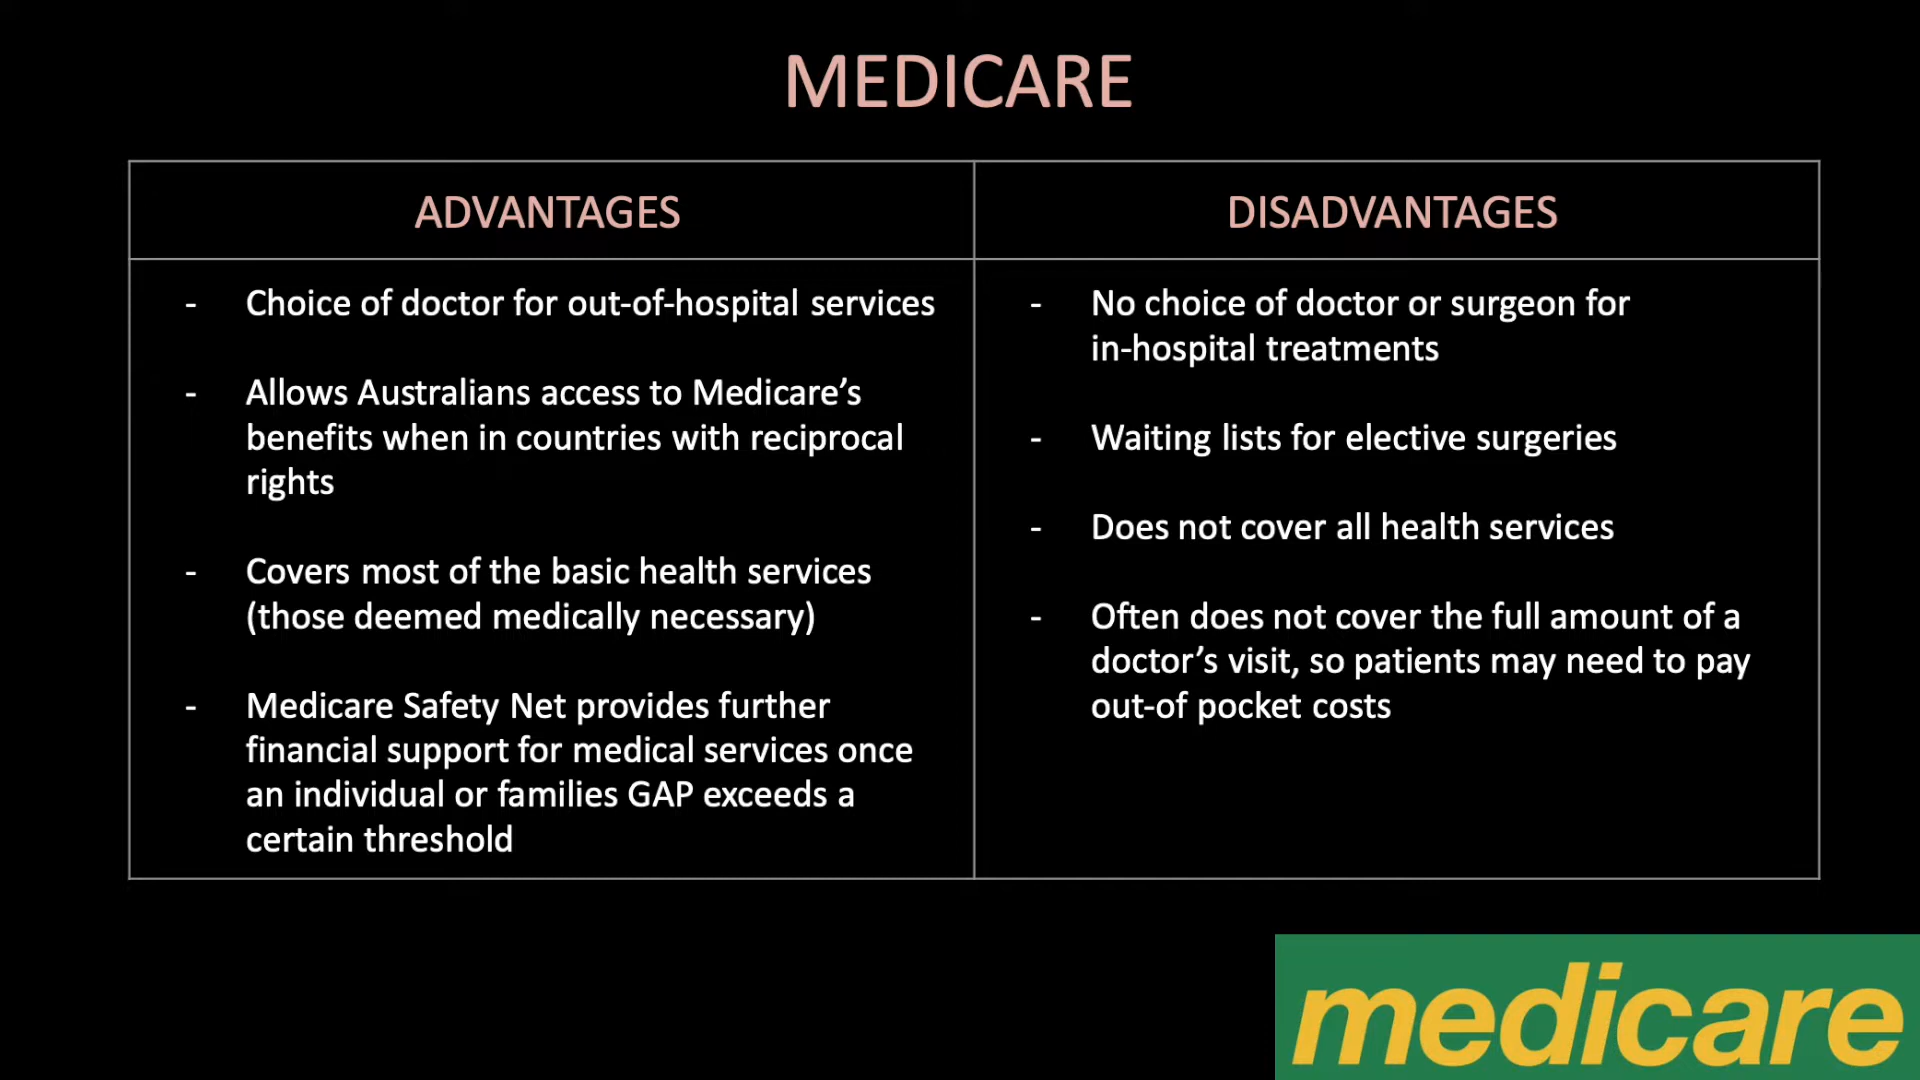 MEDICARE
ADVANTAGES
- Choice of doctor for out-of-hospital services
- Allows Australians access to Medicare’s
benefits when in countries with reciprocal
rights
- Covers most of the basic health services
(those deemed medically necessary)
- Medicare Safety Net provides further
financial support for medical services once
an individual or families GAP exceeds a
certain threshold
DISADVANTAGES
- No choice of doctor or surgeon for
in-hospital treatments
- Waiting lists for elective surgeries
- Does not cover all health services
- Often does not cover the full amount of a
doctor’s visit, so patients may need to pay
out-of pocket costs
medicare